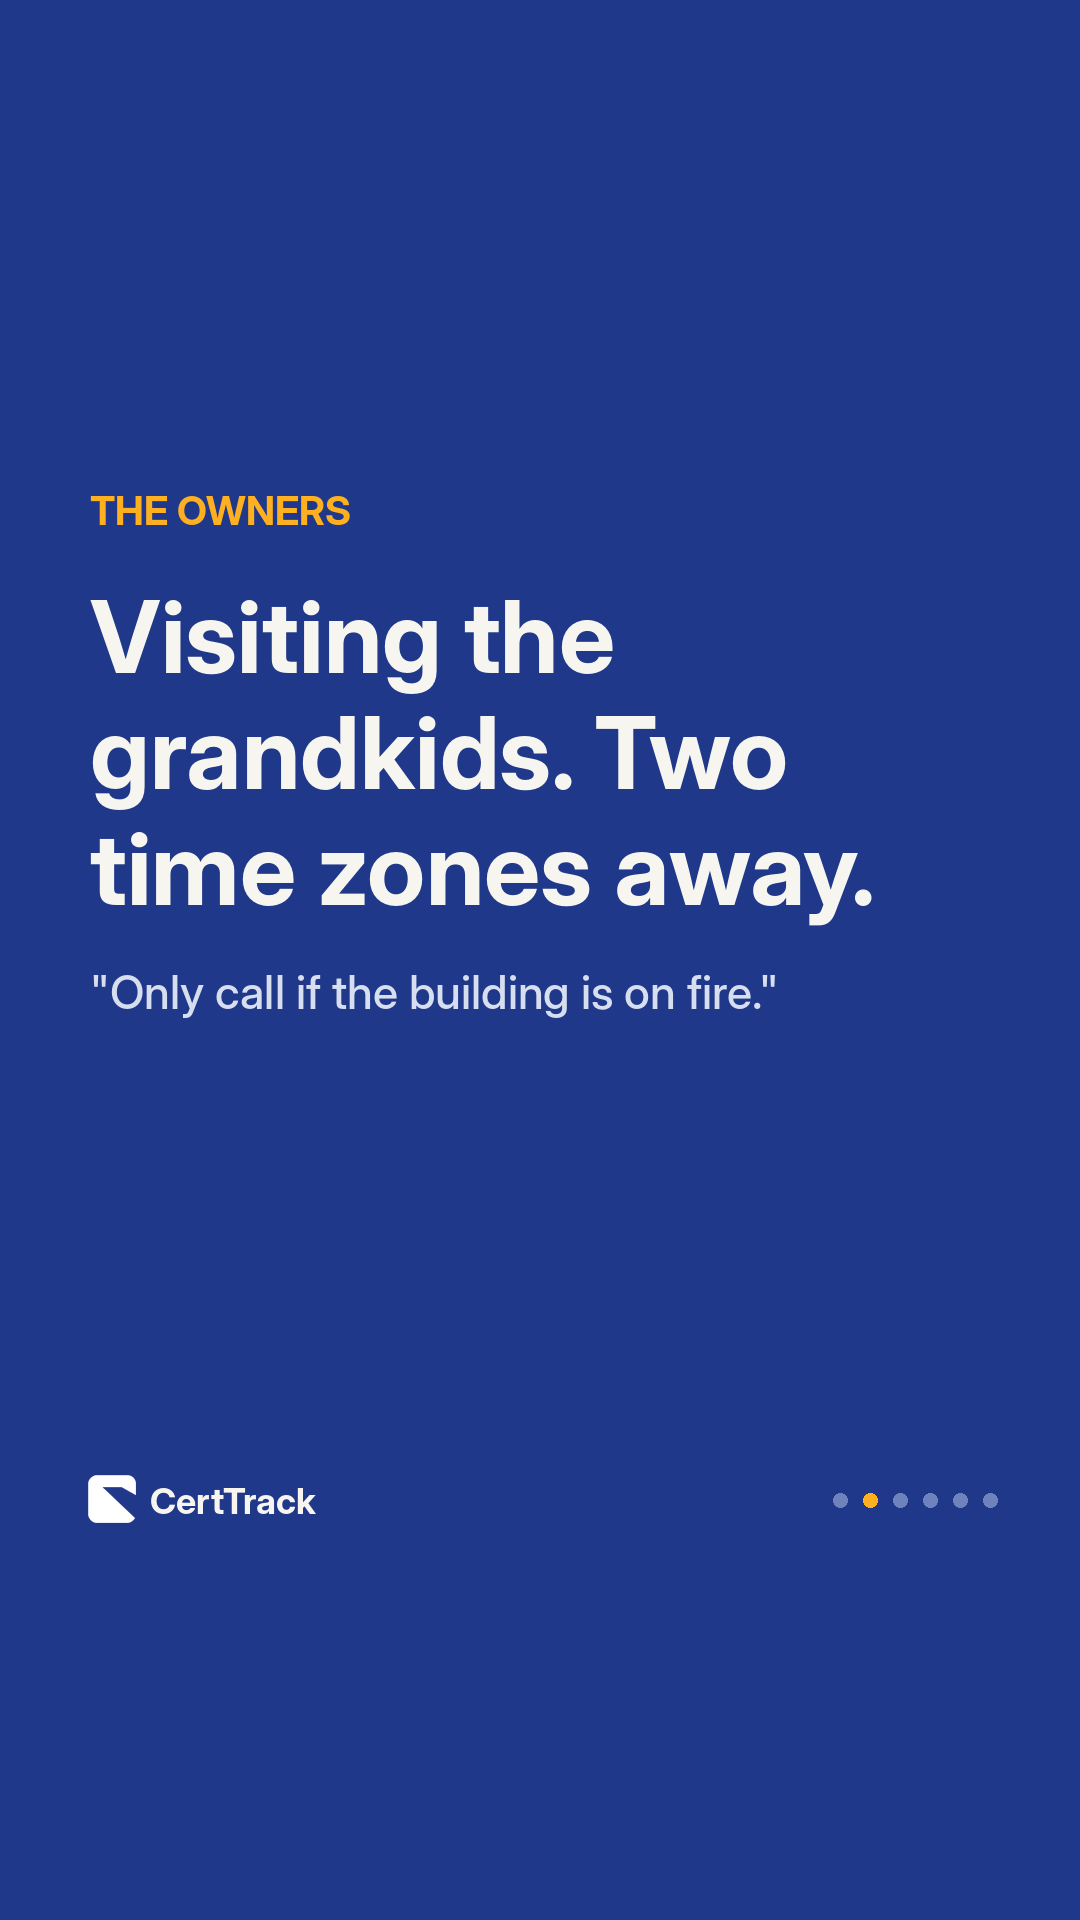 THE OWNERS
Visiting the
grandkids. Two
time zones away.
"Only call if the building is on fire."
CertTrack